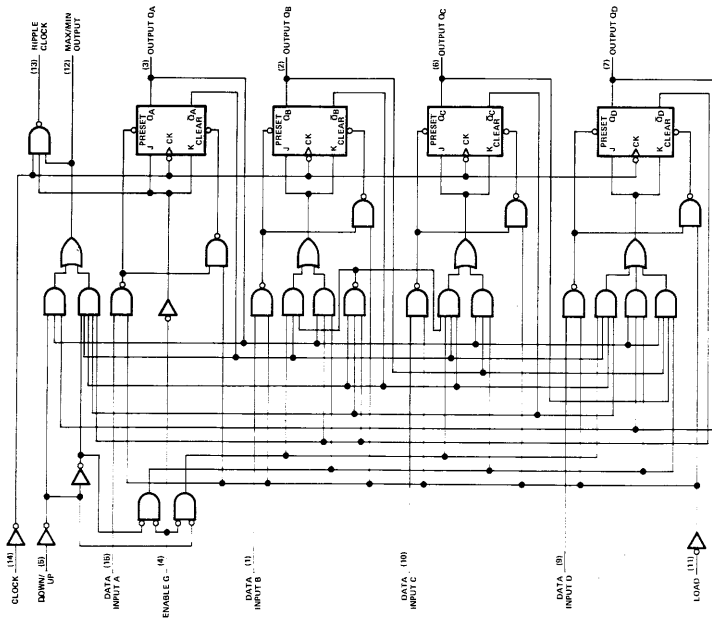 (13) RIPPLE
CLOCK
(12) MAX/MIN
OUTPUT
(3) OUTPUT QA
PRESET
J QA
CK
K Q̄A
CLEAR
(2) OUTPUT QB
PRESET
J QB
CK
K Q̄B
CLEAR
(6) OUTPUT QC
PRESET
J QC
CK
K Q̄C
CLEAR
(7) OUTPUT QD
PRESET
J QD
CK
K Q̄D
CLEAR
CLOCK (14)
DOWN/ (5)
UP
DATA (15)
INPUT A
ENABLE G (4)
DATA (1)
INPUT B
DATA (10)
INPUT C
DATA (9)
INPUT D
LOAD (11)